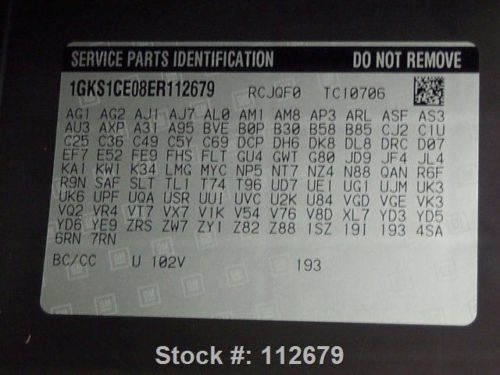 SERVICE PARTS IDENTIFICATION DO NOT REMOVE
1GKS1CE08ER112679 RCJQF0 TC10706
AG1 AG2 AJ1 AJ7 AL0 AM1 AM8 AP3 ARL ASF AS3
AU3 AXP A31 A95 BVE B0P B30 B58 B85 CJ2 C1U
C25 C36 C49 C5Y C69 DCP DH6 DK8 DL8 DRC D07
EF7 E52 FE9 FHS FLT GU4 GWT G80 JD9 JF4 JL4
KA1 KW1 K34 LMG MYC NP5 NT7 NZ4 N88 QAN R6F
R9N SAF SLT TL1 T74 T96 UD7 UE1 UG1 UJM UK3
UK6 UPF UQA USR UUI UVC U2K U84 VGD VGE VK3
VQ2 VR4 VT7 VX7 V1K V54 V76 V8D XL7 YD3 YD5
YD6 YE9 ZRS ZW7 ZY1 Z82 Z88 1SZ 19I 193 4SA
6RN 7RN
BC/CC U 102V 193
Stock #: 112679